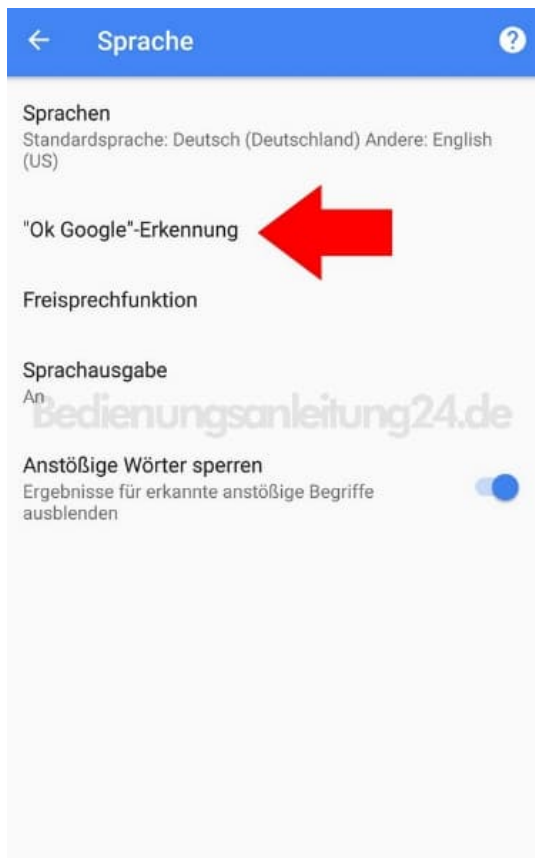 Sprache
Sprachen
Standardsprache: Deutsch (Deutschland) Andere: English
(US)
"Ok Google"-Erkennung
Freisprechfunktion
Sprachausgabe
An
Bedienungsanleitung24.de
Anstößige Wörter sperren
Ergebnisse für erkannte anstößige Begriffe
ausblenden